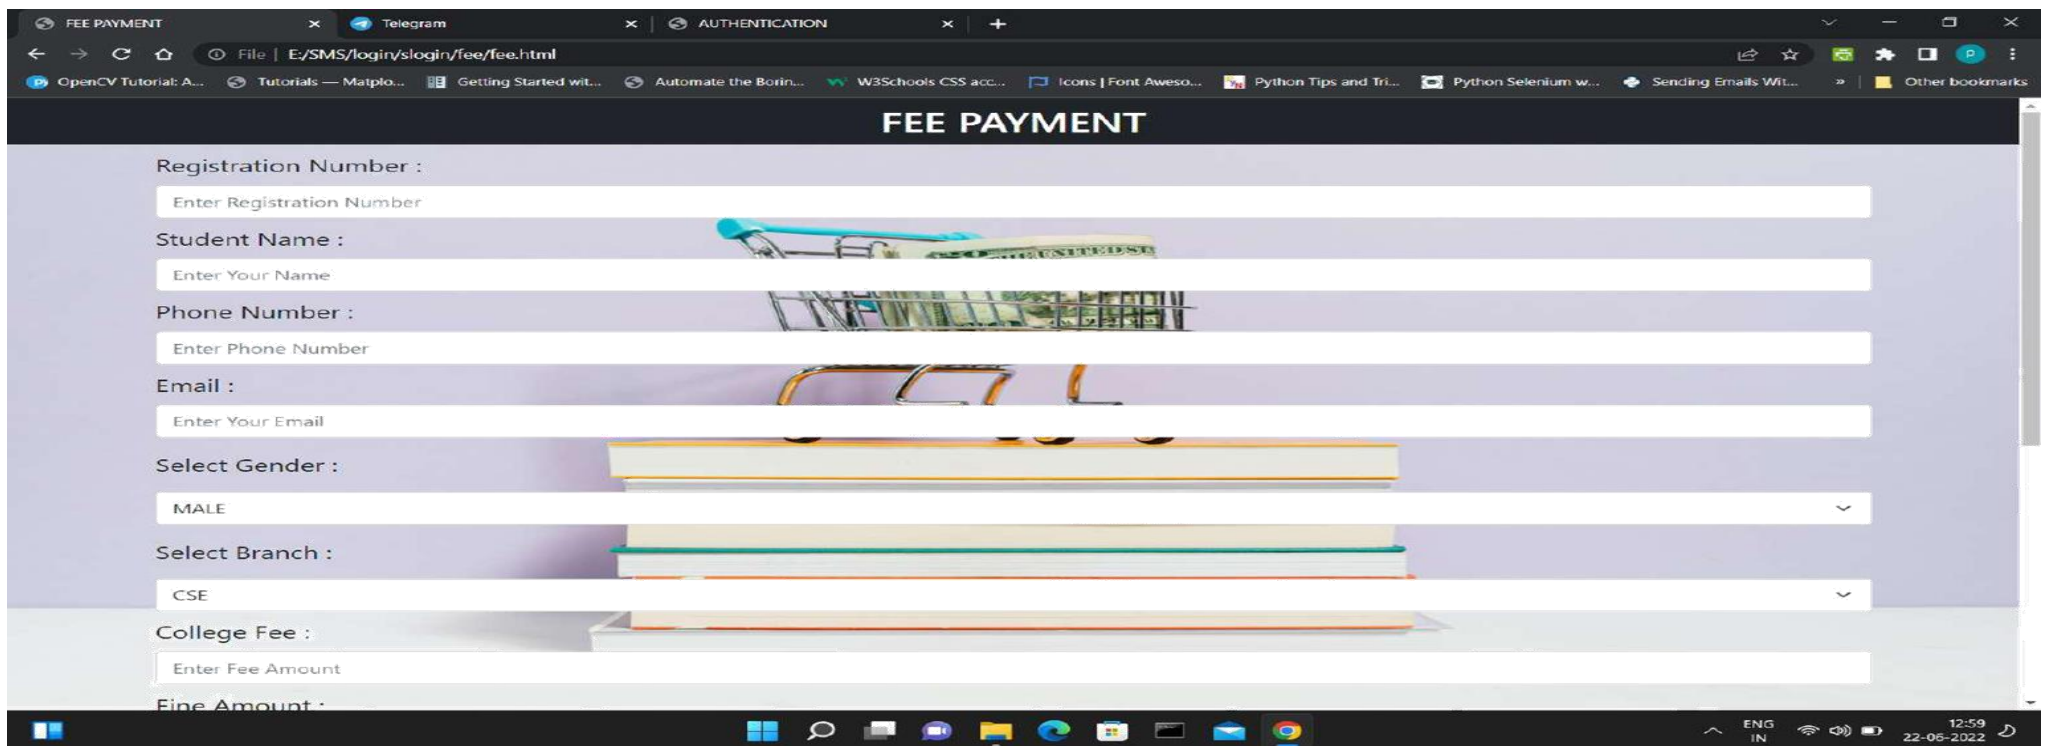 FEE PAYMENT
Telegram
AUTHENTICATION
File | E:/SMS/login/slogin/fee/fee.html
OpenCV Tutorial: A... Tutorials — Matplo... Getting Started wit... Automate the Borin... W3Schools CSS acc... Icons | Font Aweso... Python Tips and Tri... Python Selenium w... Sending Emails Wit... » Other bookmarks
FEE PAYMENT
Registration Number :
Enter Registration Number
Student Name :
Enter Your Name
Phone Number :
Enter Phone Number
Email :
Enter Your Email
Select Gender :
MALE
Select Branch :
CSE
College Fee :
Enter Fee Amount
Fine Amount :
ENG
IN
12:59
22-06-2022